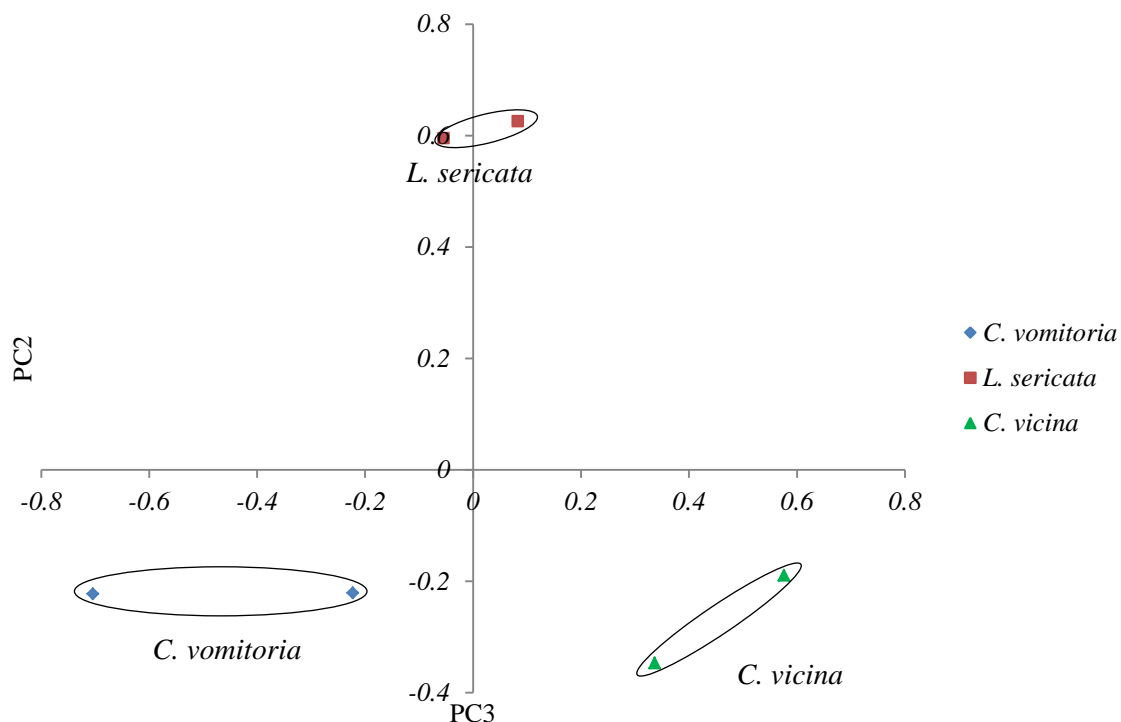 0.8
0.6
L. sericata
0.4
C. vomitoria
0.2
PC2
L. sericata
C. vicina
0
-0.8 -0.6 -0.4 -0.2 0 0.2 0.4 0.6 0.8
-0.2
C. vomitoria
C. vicina
-0.4
PC3